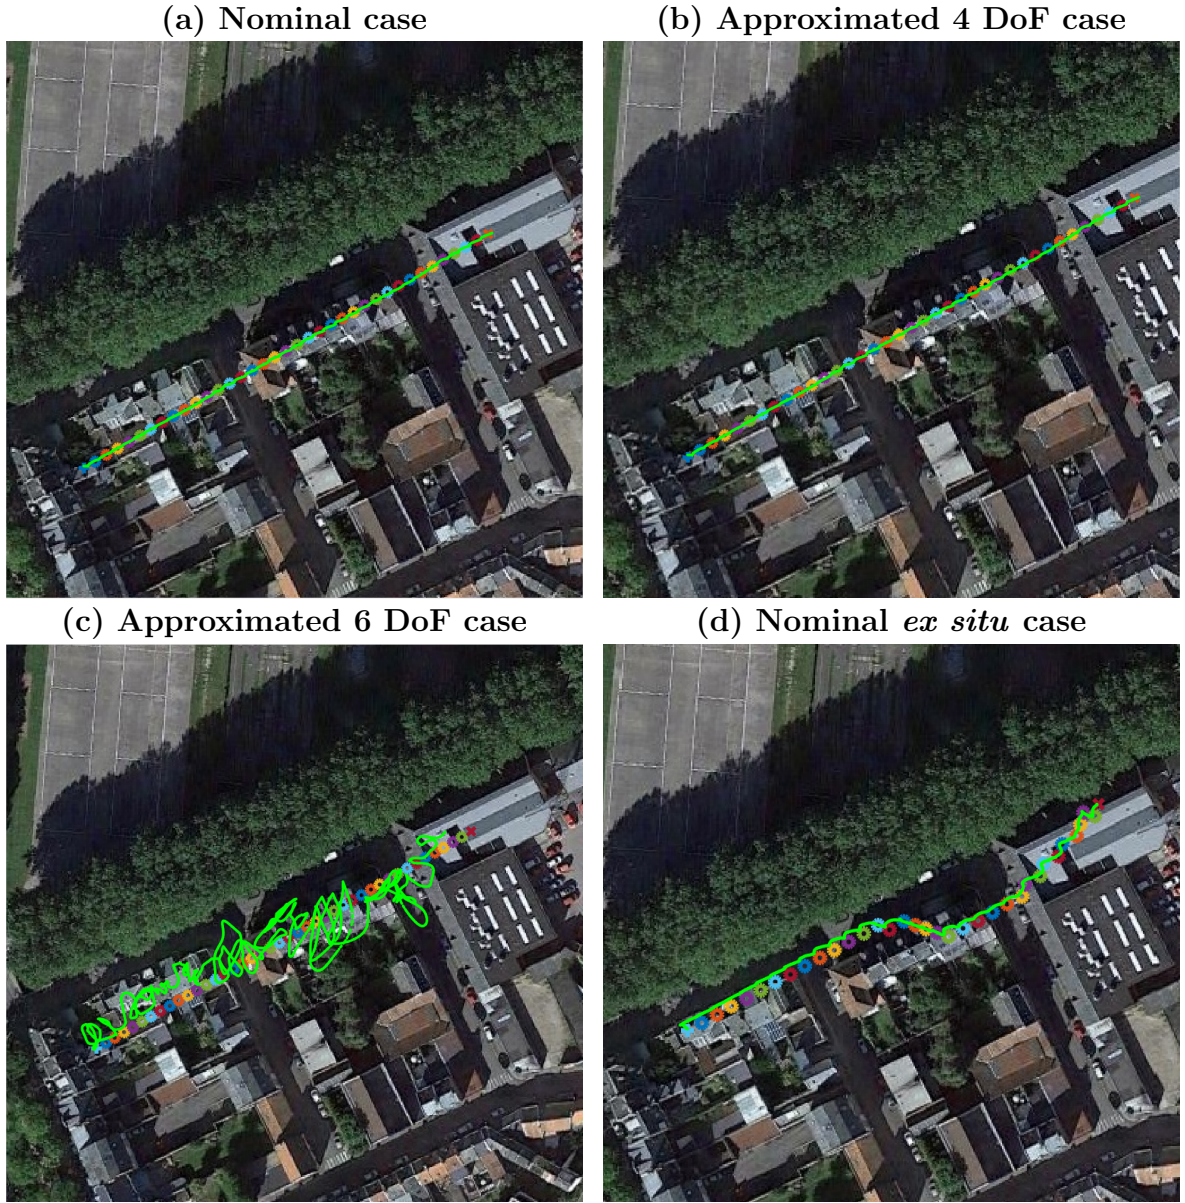 (a) Nominal case
(b) Approximated 4 DoF case
(c) Approximated 6 DoF case
(d) Nominal ex situ case